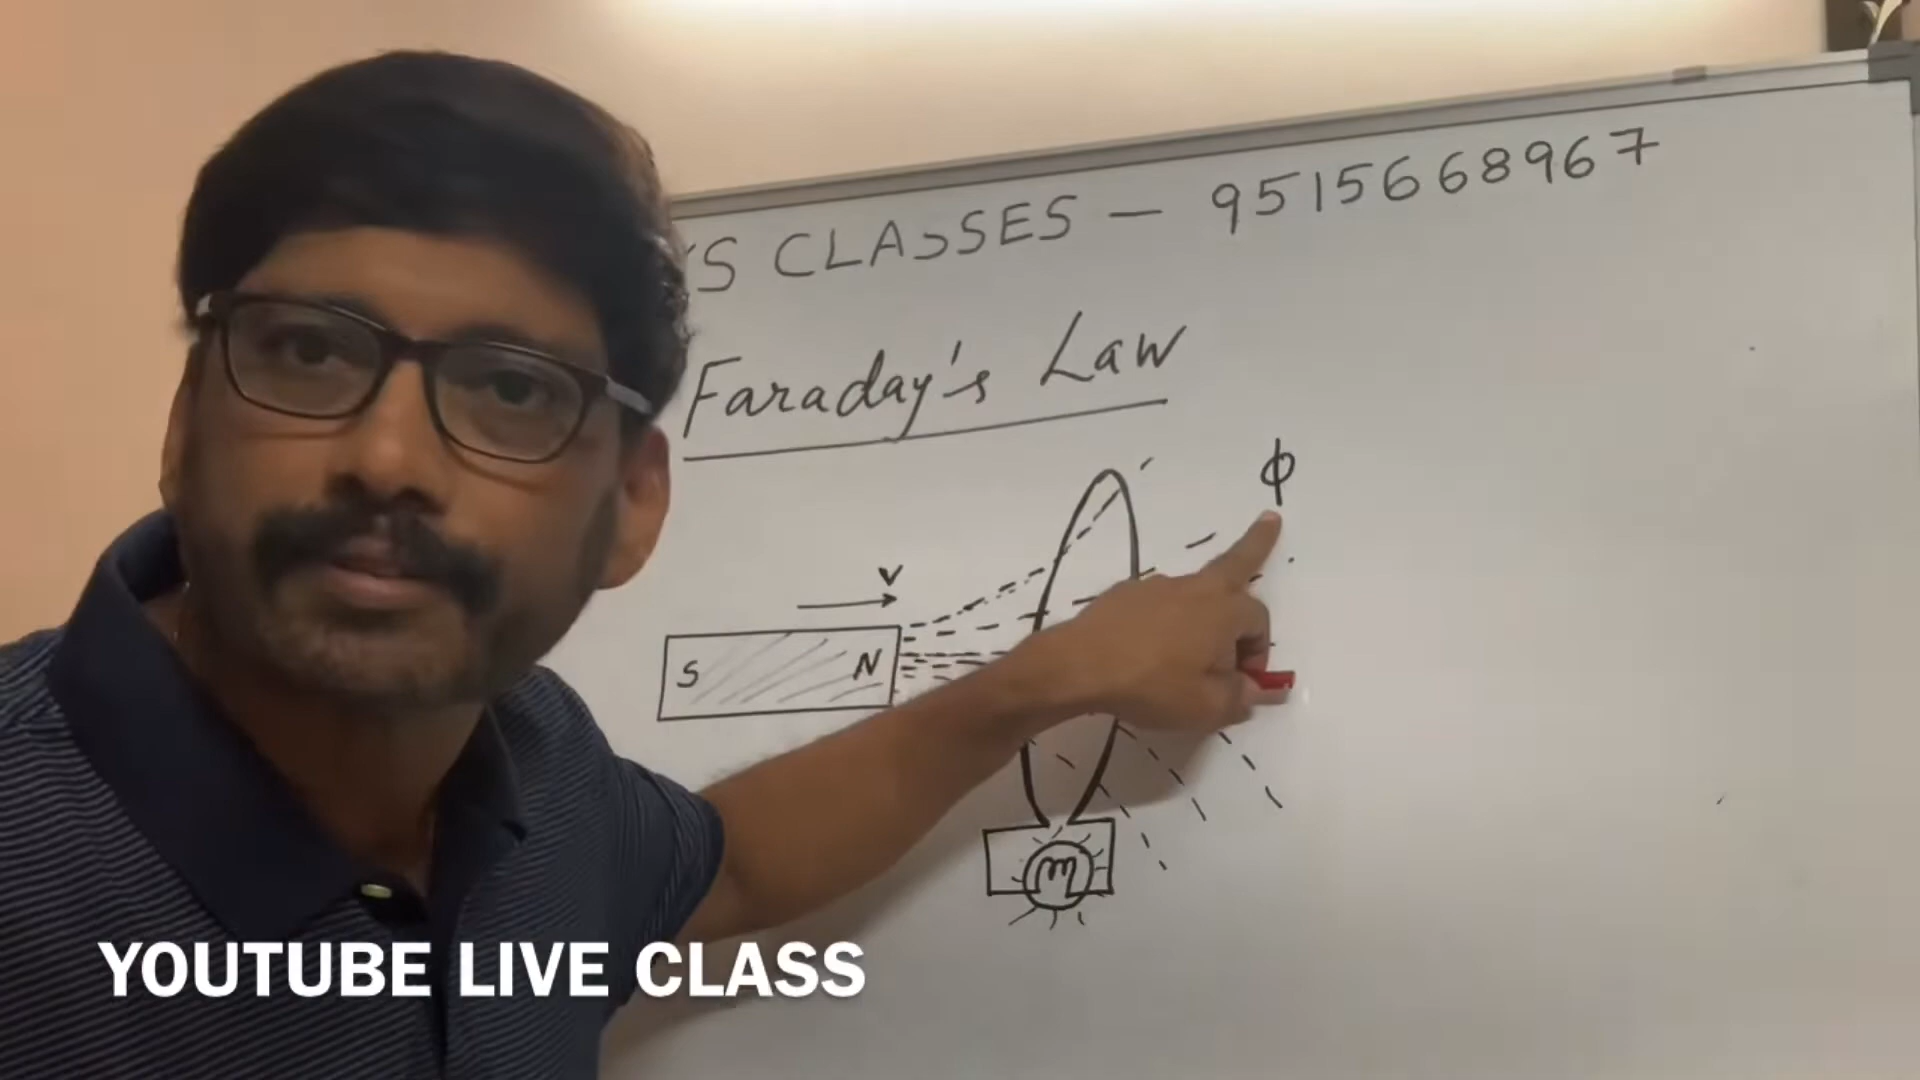 'S CLASSES — 9515668967
Faraday's Law
ϕ
v
S N
YOUTUBE LIVE CLASS